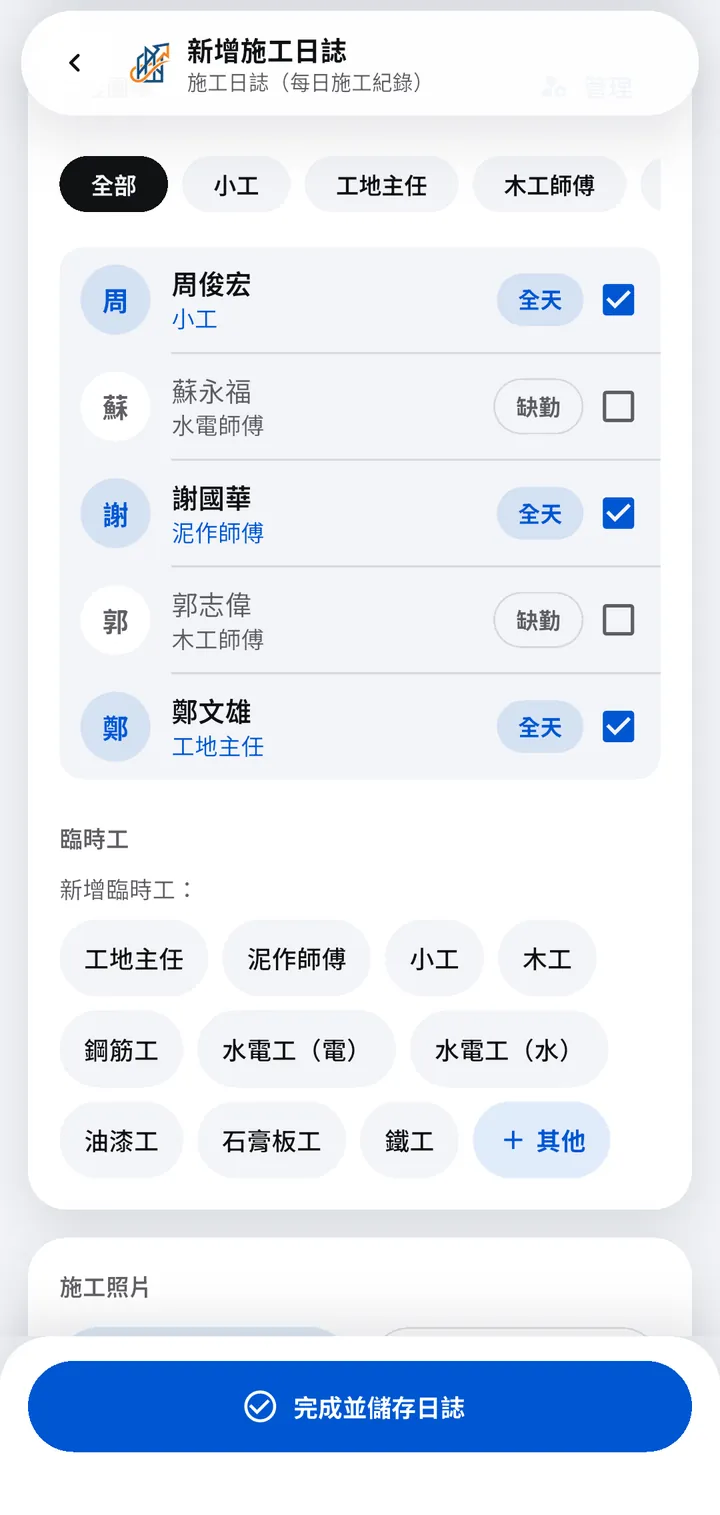 新增施工日誌
施工日誌（每日施工紀錄）
管理
全部
小工
工地主任
木工師傅
周
周俊宏
小工
全天
蘇
蘇永福
水電師傅
缺勤
謝
謝國華
泥作師傅
全天
郭
郭志偉
木工師傅
缺勤
鄭
鄭文雄
工地主任
全天
臨時工
新增臨時工：
工地主任
泥作師傅
小工
木工
鋼筋工
水電工（電）
水電工（水）
油漆工
石膏板工
鐵工
+ 其他
施工照片
完成並儲存日誌